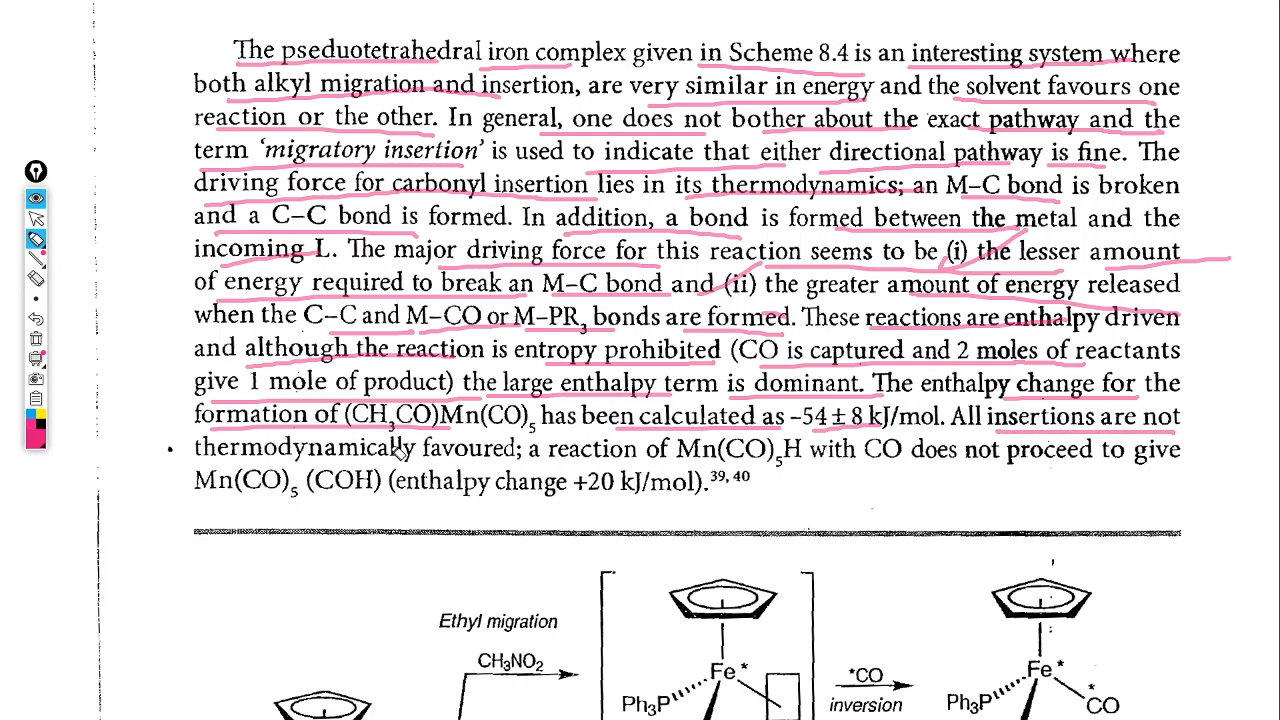 The pseduotetrahedral iron complex given in Scheme 8.4 is an interesting system where
both alkyl migration and insertion, are very similar in energy and the solvent favours one
reaction or the other. In general, one does not bother about the exact pathway and the
term ‘migratory insertion’ is used to indicate that either directional pathway is fine. The
driving force for carbonyl insertion lies in its thermodynamics; an M–C bond is broken
and a C–C bond is formed. In addition, a bond is formed between the metal and the
incoming L. The major driving force for this reaction seems to be (i) the lesser amount
of energy required to break an M–C bond and (ii) the greater amount of energy released
when the C–C and M–CO or M–PR₃ bonds are formed. These reactions are enthalpy driven
and although the reaction is entropy prohibited (CO is captured and 2 moles of reactants
give 1 mole of product) the large enthalpy term is dominant. The enthalpy change for the
formation of (CH₃CO)Mn(CO)₅ has been calculated as –54 ± 8 kJ/mol. All insertions are not
thermodynamically favoured; a reaction of Mn(CO)₅H with CO does not proceed to give
Mn(CO)₅ (COH) (enthalpy change +20 kJ/mol).³⁹,⁴⁰
Ethyl migration
CH₃NO₂
Fe*
Ph₃P
*CO
inversion
Fe*
Ph₃P
*
CO